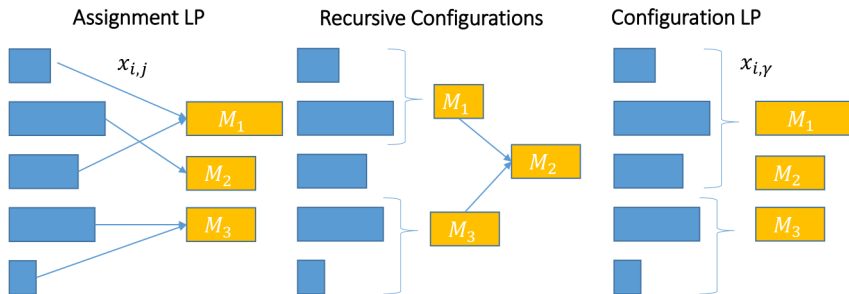 Assignment LP
Recursive Configurations
Configuration LP
x_{i,j}
M_1
M_2
M_3
M_1
M_2
M_3
x_{i,γ}
M_1
M_2
M_3